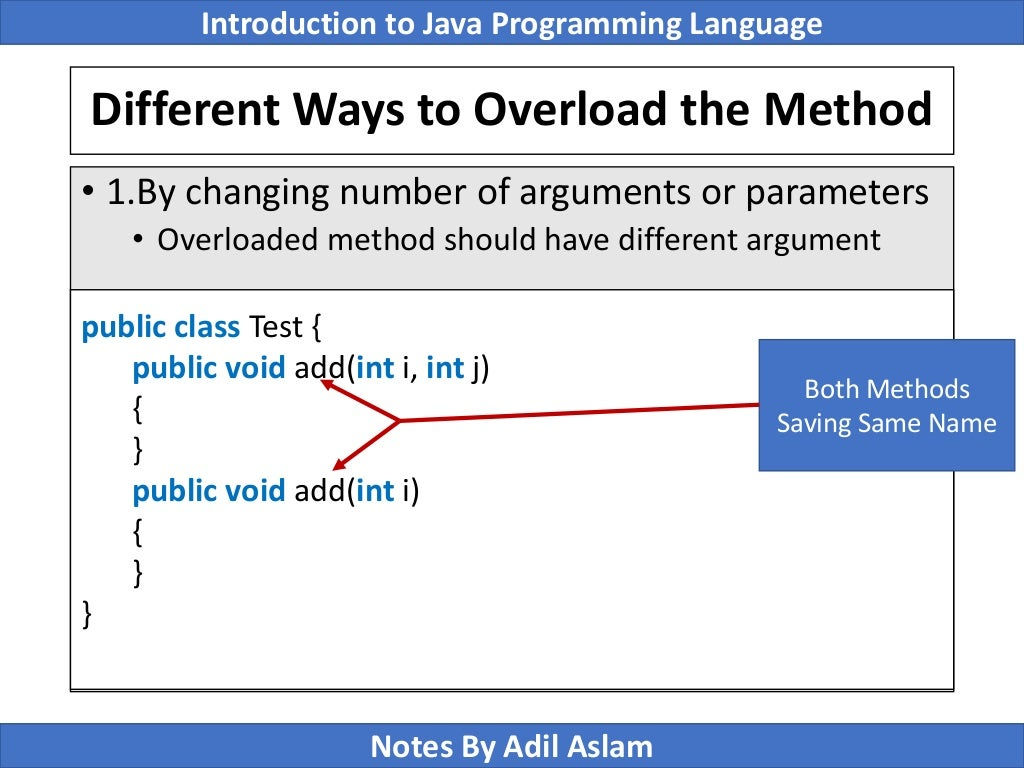 Introduction to Java Programming Language
Different Ways to Overload the Method
• 1.By changing number of arguments or parameters
• Overloaded method should have different argument
public class Test {
public void add(int i, int j)
{
}
public void add(int i)
{
}
}
Both Methods
Saving Same Name
Notes By Adil Aslam